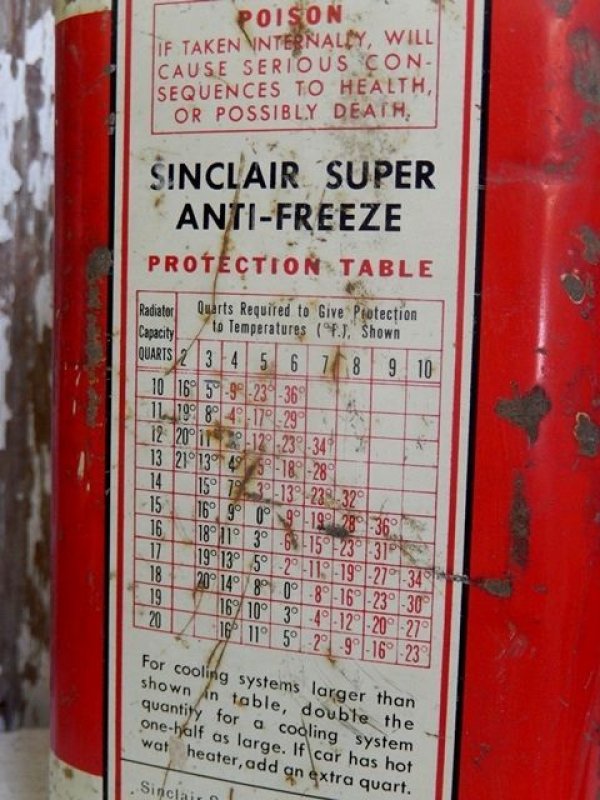 POISON
IF TAKEN INTERNALLY, WILL
CAUSE SERIOUS CON-
SEQUENCES TO HEALTH,
OR POSSIBLY DEATH.
SINCLAIR SUPER
ANTI-FREEZE
PROTECTION TABLE
Radiator Capacity QUARTS
Quarts Required to Give Protection
to Temperatures (°F.), Shown
2 3 4 5 6 7 8 9 10
10 16° 5° -9° -23° -36°
11 19° 8° -4° -17° -29°
12 20° 11° -12° -23° -34°
13 21° 13° 4° -18° -28°
14 15° 7° -13° -23° -32°
15 16° 9° 0° -19° -28° -36°
16 18° 11° 3° -6° -15° -23° -31°
17 19° 13° 5° -2° -11° -19° -27° -34°
18 20° 14° 8° 0° -8° -16° -23° -30°
19 16° 10° 3° -4° -12° -20° -27°
20 16° 11° 5° -2° -9° -16° -23°
For cooling systems larger than
shown in table, double the
quantity for a cooling system
one-half as large. If car has hot
wat heater, add an extra quart.
Sinclair